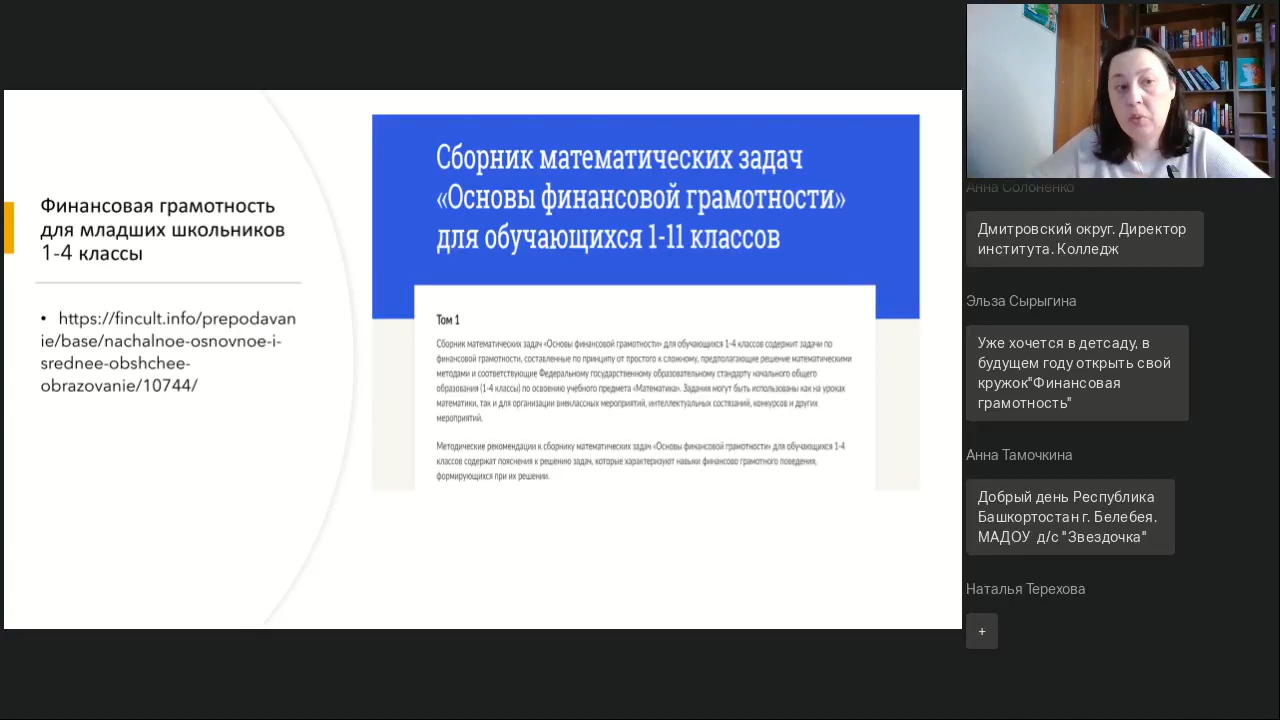 Финансовая грамотность
для младших школьников
1-4 классы
• https://fincult.info/prepodavan
ie/base/nachalnoe-osnovnoe-i-
srednee-obshchee-
obrazovanie/10744/
Сборник математических задач
«Основы финансовой грамотности»
для обучающихся 1-11 классов
Том 1
Сборник математических задач «Основы финансовой грамотности» для обучающихся 1-4 классов содержит задачи по
финансовой грамотности, составленные по принципу от простого к сложному, предполагающие решение математическими
методами и соответствующие Федеральному государственному образовательному стандарту начального общего
образования (1-4 классы) по освоению учебного предмета «Математика». Задания могут быть использованы как на уроках
математики, так и для организации внеклассных мероприятий, интеллектуальных состязаний, конкурсов и других
мероприятий.
Методические рекомендации к сборнику математических задач «Основы финансовой грамотности» для обучающихся 1-4
классов содержат пояснения к решению задач, которые характеризуют навыки финансово грамотного поведения,
формирующихся при их решении.
Анна Солоненко
Дмитровский округ. Директор
института. Колледж
Эльза Сырыгина
Уже хочется в детсаду, в
будущем году открыть свой
кружок"Финансовая
грамотность"
Анна Тамочкина
Добрый день Республика
Башкортостан г. Белебея.
МАДОУ д/с "Звездочка"
Наталья Терехова
+